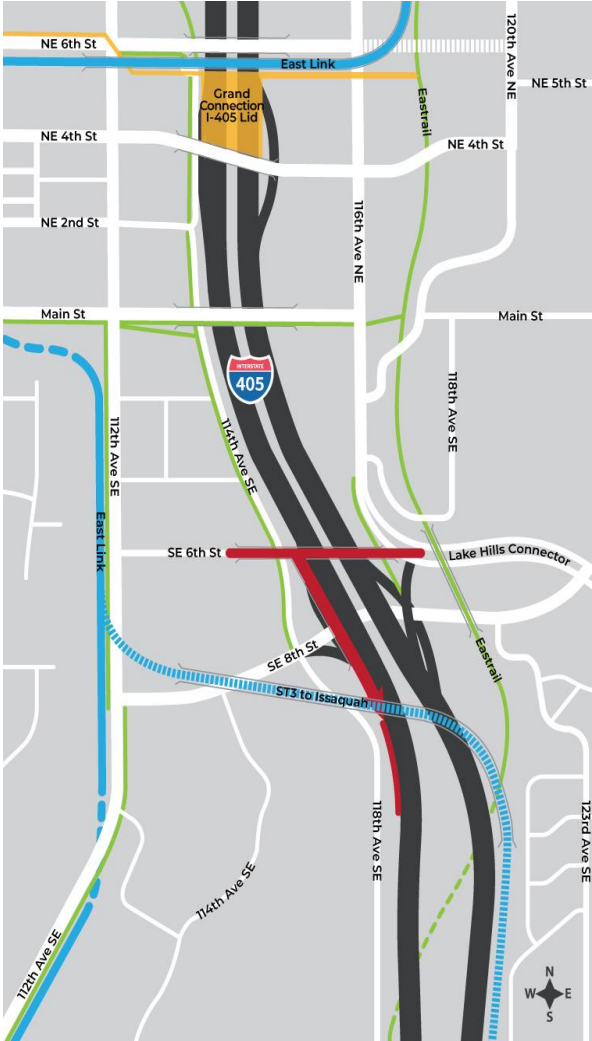 NE 6th St
120th Ave NE
East Link
NE 5th St
Grand
Connection
I-405 Lid
Eastrail
NE 4th St
NE 4th St
NE 2nd St
116th Ave NE
Main St
Main St
INTERSTATE
405
118th Ave SE
112th Ave SE
114th Ave SE
East Link
SE 6th St
Lake Hills Connector
SE 8th St
Eastrail
ST3 to Issaquah
118th Ave SE
123rd Ave SE
114th Ave SE
112th Ave SE
N
W E
S